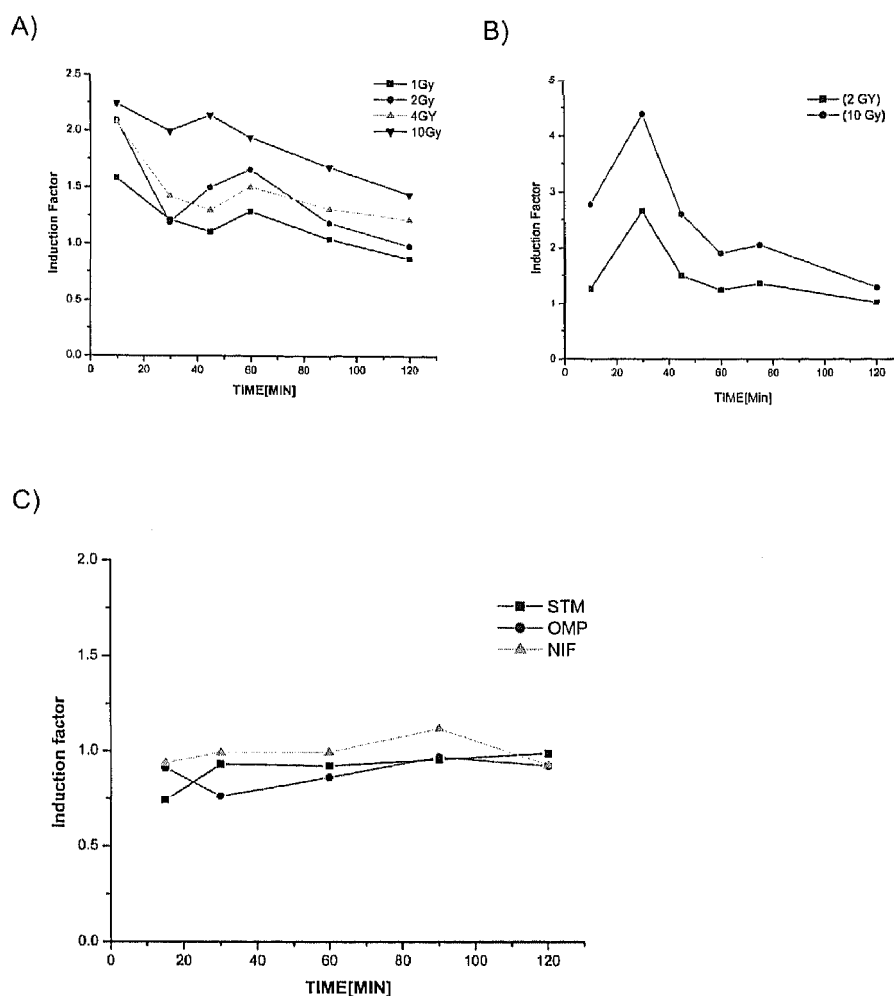 A)
2.5
2.0
1.5
1.0
0.5
0.0
Induction Factor
0 20 40 60 80 100 120
TIME[MIN]
1Gy
2Gy
4GY
10Gy
B)
5
4
3
2
1
0
Induction Factor
0 20 40 60 80 100 120
TIME[Min]
(2 GY)
(10 Gy)
C)
2.0
1.5
1.0
0.5
0.0
Induction factor
0 20 40 60 80 100 120
TIME[MIN]
STM
OMP
NIF